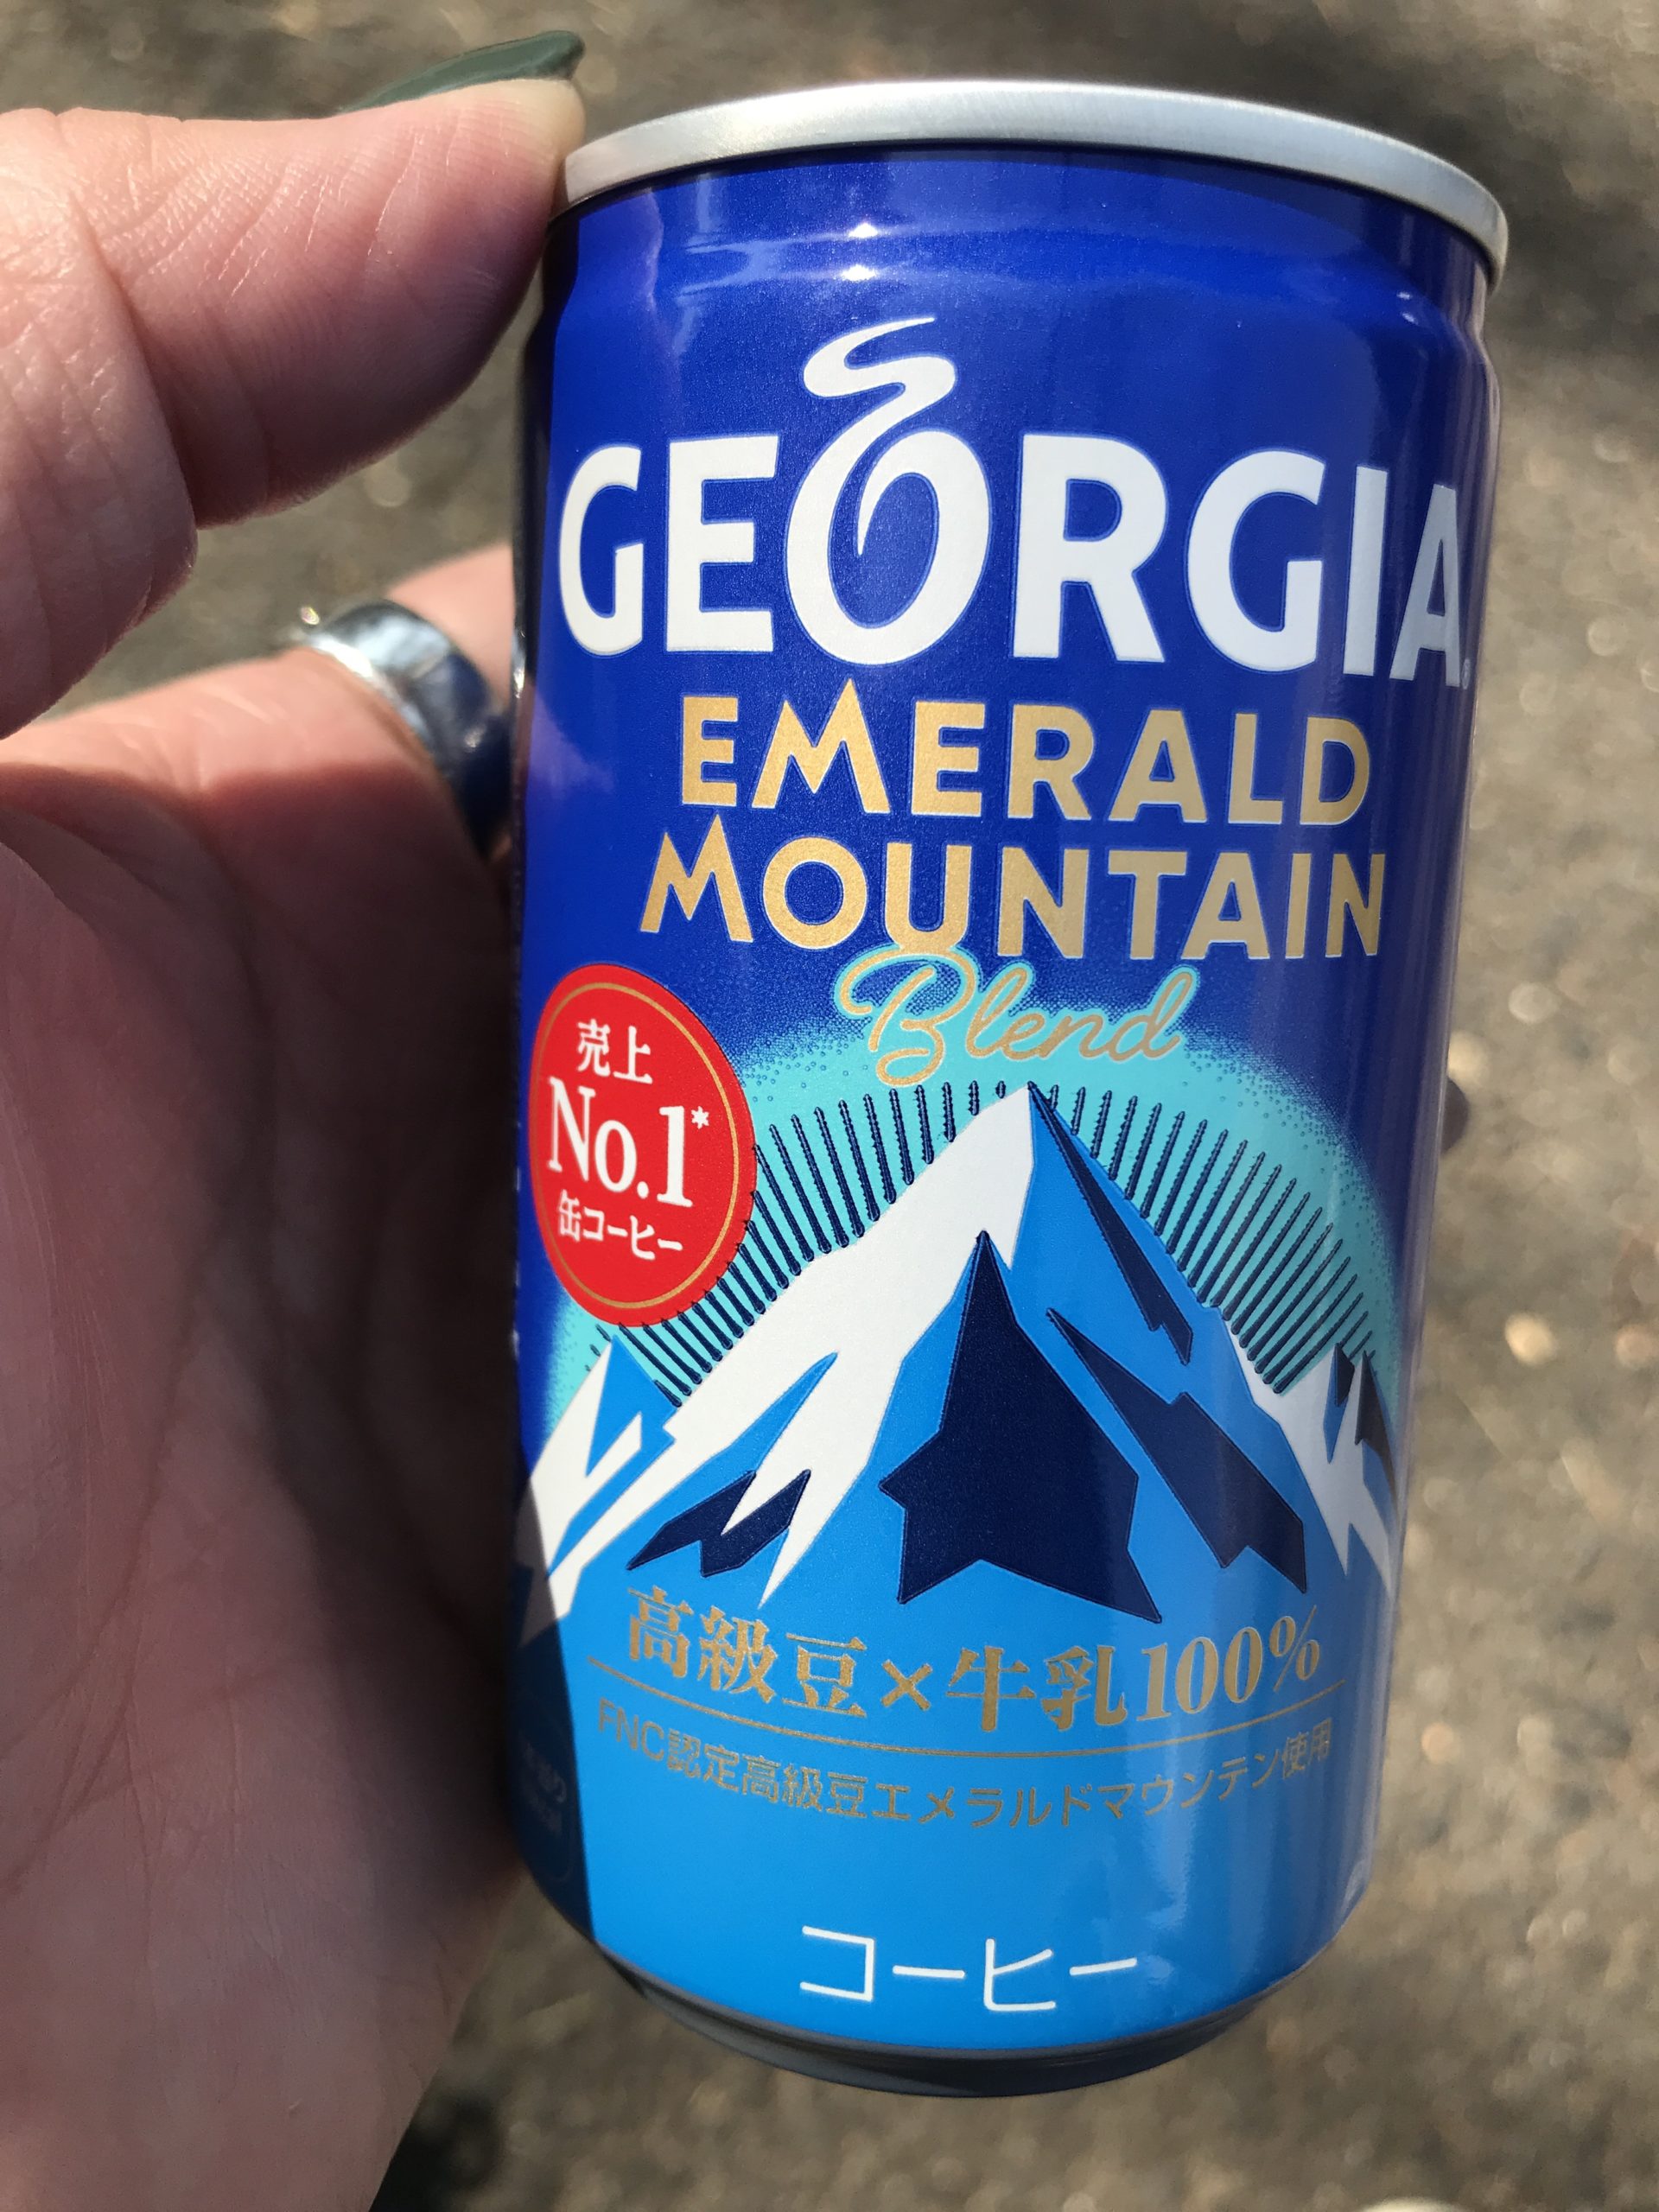 GEORGIA
EMERALD
MOUNTAIN
Blend
売上
No.1*
缶コーヒー
高級豆×牛乳100%
FNC認定高級豆エメラルドマウンテン使用
コーヒー